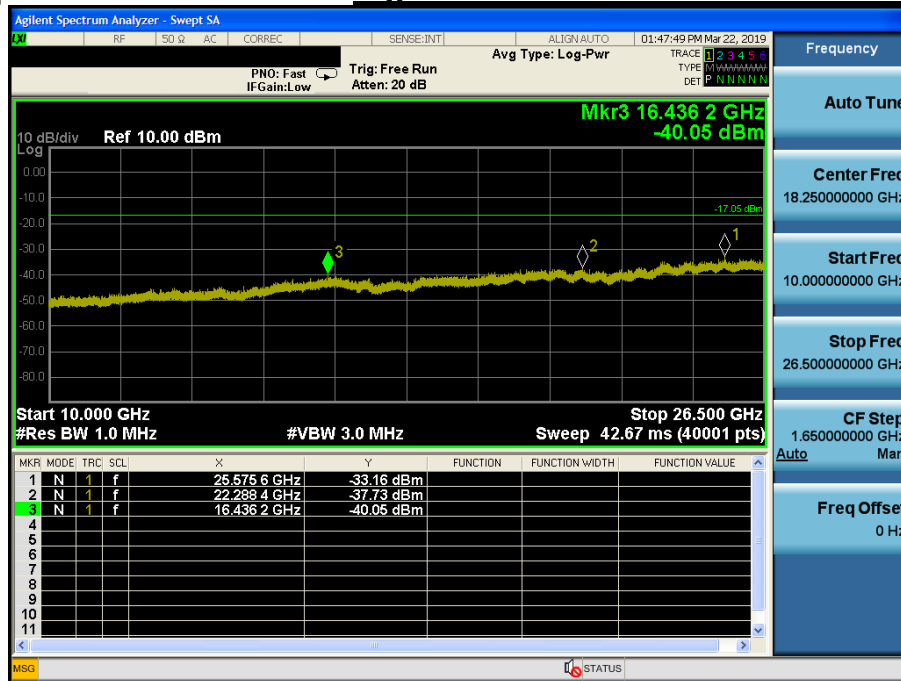 Agilent Spectrum Analyzer - Swept SA
LXI RF 50 Ω AC CORREC SENSE:INT ALIGN AUTO 01:47:49 PM Mar 22, 2019
Avg Type: Log-Pwr TRACE 1 2 3 4 5 6
PNO: Fast Trig: Free Run TYPE M WWWWW
IFGain:Low Atten: 20 dB DET P N N N N N
Mkr3 16.436 2 GHz
-40.05 dBm
10 dB/div Ref 10.00 dBm
Log
0.00
-10.0
-17.05 dBm
-20.0
1
2
3
-30.0
-40.0
-50.0
-60.0
-70.0
-80.0
Start 10.000 GHz Stop 26.500 GHz
#Res BW 1.0 MHz #VBW 3.0 MHz Sweep 42.67 ms (40001 pts)
MKR MODE TRC SCL X Y FUNCTION FUNCTION WIDTH FUNCTION VALUE
1 N 1 f 25.575 6 GHz -33.16 dBm
2 N 1 f 22.288 4 GHz -37.73 dBm
3 N 1 f 16.436 2 GHz -40.05 dBm
4
5
6
7
8
9
10
11
MSG STATUS
Frequency
Auto Tune
Center Freq
18.250000000 GHz
Start Freq
10.000000000 GHz
Stop Freq
26.500000000 GHz
CF Step
1.650000000 GHz
Auto Man
Freq Offset
0 Hz